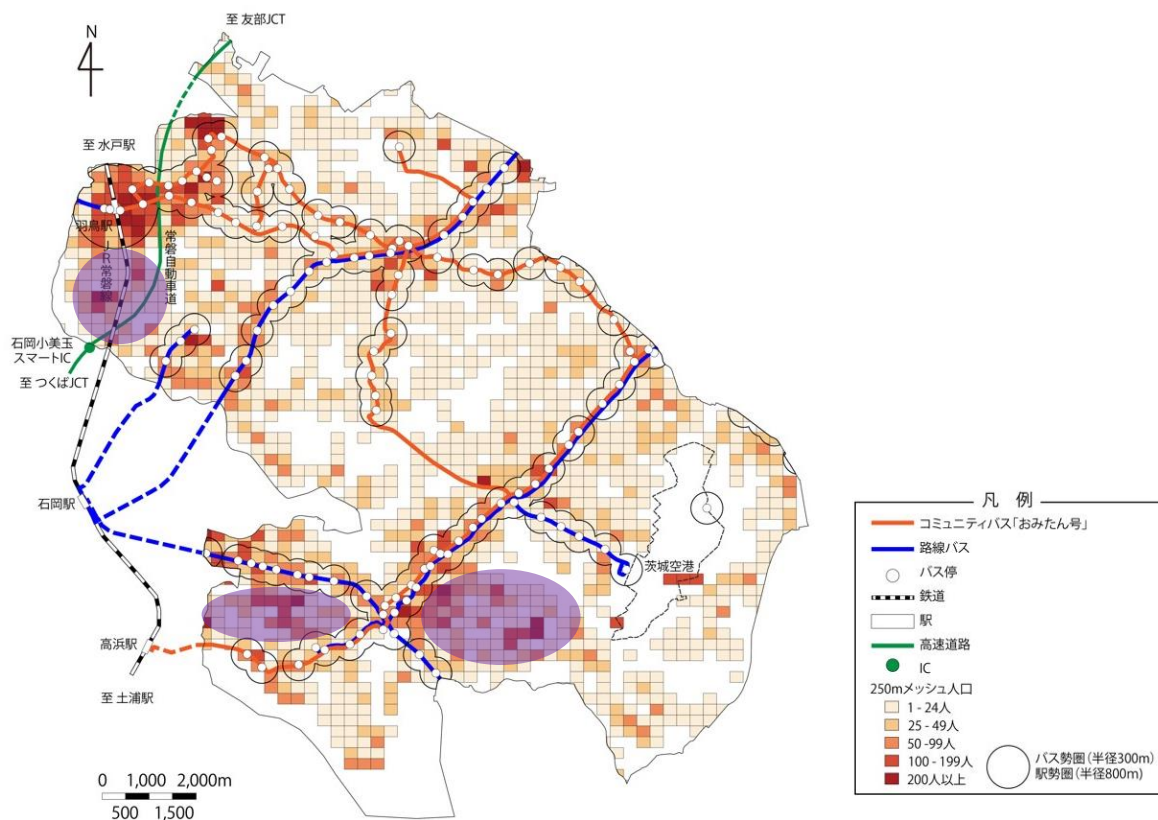 至 友部JCT
N
至 水戸駅
羽鳥駅
JR常磐線
常磐自動車道
石岡小美玉
スマートIC
至 つくばJCT
石岡駅
茨城空港
高浜駅
至 土浦駅
0 1,000 2,000m
500 1,500
凡 例
コミュニティバス「おみたん号」
路線バス
バス停
鉄道
駅
高速道路
IC
250mメッシュ人口
1 - 24人
25 - 49人
50 -99人
100 - 199人
200人以上
バス勢圏(半径300m)
駅勢圏(半径800m)